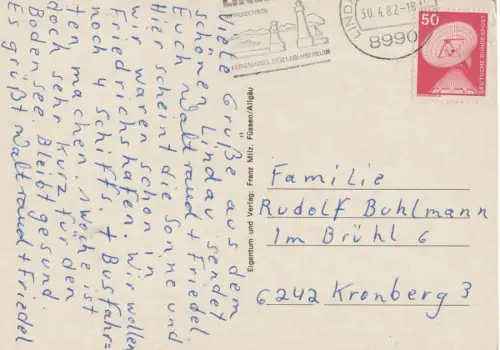 Viel Grüße aus dem
schönen Lindau sendet
Euch Waltraud + Friedel
Hier scheint die Sonne und
wir waren schon in
Friedrichshafen. Wir wollen
noch 4 Schiffs. + Busfahr=
ten machen. 1 Woche ist
doch sehr kurz für den
Bodensee. Bleibt gesund.
Es grüßt Waltraud + Friedel
Eigentum und Verlag: Franz Milz, Füssen/Allgäu
LINDA
30.4.82-18
8990
50
DEUTSCHE BUNDESPOST
Familie
Rudolf Buhlmann
Im Brühl 6
6242 Kronberg 3